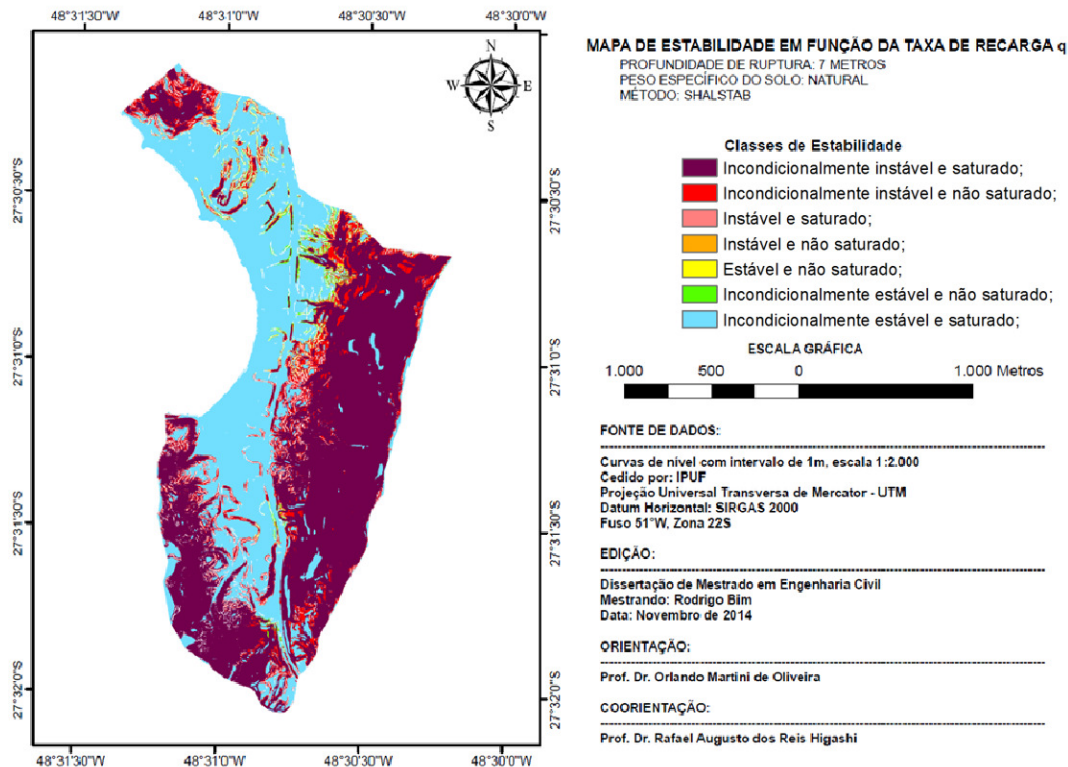 48°31'30"W 48°31'0"W 48°30'30"W 48°30'0"W
N
W E
S
27°30'30"S 27°30'30"S
27°31'0"S 27°31'0"S
27°31'30"S 27°31'30"S
27°32'0"S 27°32'0"S
48°31'30"W 48°31'0"W 48°30'30"W 48°30'0"W
MAPA DE ESTABILIDADE EM FUNÇÃO DA TAXA DE RECARGA q
PROFUNDIDADE DE RUPTURA: 7 METROS
PESO ESPECÍFICO DO SOLO: NATURAL
MÉTODO: SHALSTAB
Classes de Estabilidade
Incondicionalmente instável e saturado;
Incondicionalmente instável e não saturado;
Instável e saturado;
Instável e não saturado;
Estável e não saturado;
Incondicionalmente estável e não saturado;
Incondicionalmente estável e saturado;
ESCALA GRÁFICA
1.000 500 0 1.000 Metros
FONTE DE DADOS:
Curvas de nível com intervalo de 1m, escala 1:2.000
Cedido por: IPUF
Projeção Universal Transversa de Mercator - UTM
Datum Horizontal: SIRGAS 2000
Fuso 51°W, Zona 22S
EDIÇÃO:
Dissertação de Mestrado em Engenharia Civil
Mestrando: Rodrigo Bim
Data: Novembro de 2014
ORIENTAÇÃO:
Prof. Dr. Orlando Martini de Oliveira
COORIENTAÇÃO:
Prof. Dr. Rafael Augusto dos Reis Higashi